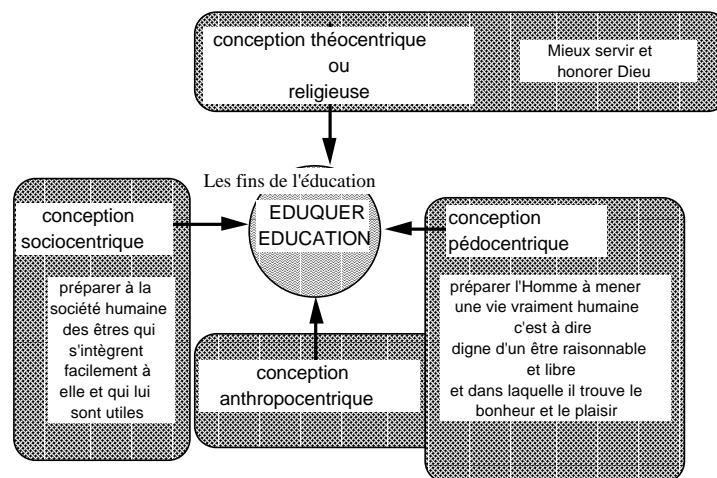 conception théocentrique
ou
religieuse
Mieux servir et
honorer Dieu
Les fins de l'éducation
EDUQUER
EDUCATION
conception
sociocentrique
préparer à la
société humaine
des êtres qui
s'intègrent
facilement à
elle et qui lui
sont utiles
conception
pédocentrique
préparer l'Homme à mener
une vie vraiment humaine
c'est à dire
digne d'un être raisonnable
et libre
et dans laquelle il trouve le
bonheur et le plaisir
conception
anthropocentrique